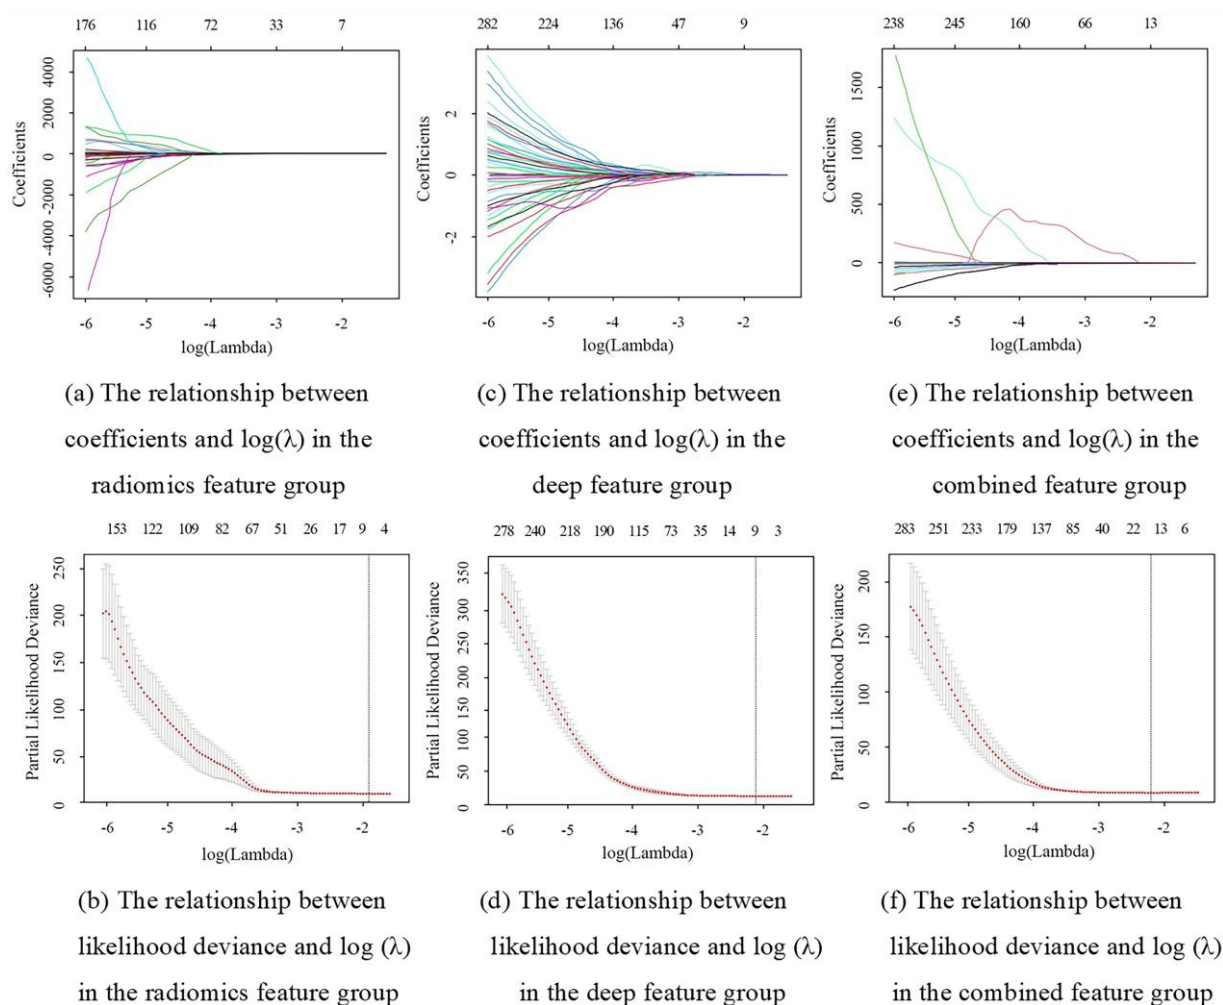 176 116 72 33 7
4000
2000
0
-2000
-4000
-6000
Coefficients
-6 -5 -4 -3 -2
log(Lambda)
(a) The relationship between
coefficients and log(λ) in the
radiomics feature group
282 224 136 47 9
2
0
-2
Coefficients
-6 -5 -4 -3 -2
log(Lambda)
(c) The relationship between
coefficients and log(λ) in the
deep feature group
238 245 160 66 13
1500
1000
500
0
Coefficients
-6 -5 -4 -3 -2
log(Lambda)
(e) The relationship between
coefficients and log(λ) in the
combined feature group
153 122 109 82 67 51 26 17 9 4
250
200
150
100
50
0
Partial Likelihood Deviance
-6 -5 -4 -3 -2
log(Lambda)
(b) The relationship between
likelihood deviance and log (λ)
in the radiomics feature group
278 240 218 190 115 73 35 14 9 3
350
300
250
200
150
100
50
0
Partial Likelihood Deviance
-6 -5 -4 -3 -2
log(Lambda)
(d) The relationship between
likelihood deviance and log (λ)
in the deep feature group
283 251 233 179 137 85 40 22 13 6
200
150
100
50
0
Partial Likelihood Deviance
-6 -5 -4 -3 -2
log(Lambda)
(f) The relationship between
likelihood deviance and log (λ)
in the combined feature group